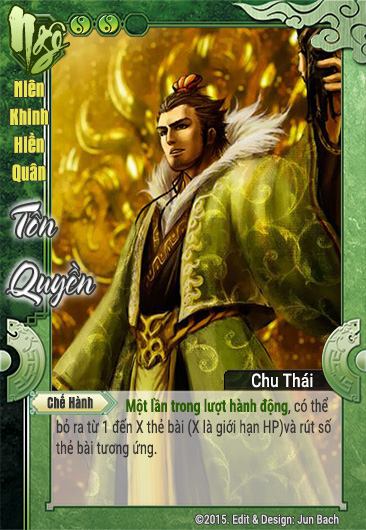 Ngô
Niên
Khinh
Hiền
Quân
Tôn
Quyền
Chu Thái
Chế Hành
Một lần trong lượt hành động, có thể
bỏ ra từ 1 đến X thẻ bài (X là giới hạn HP)và rút số
thẻ bài tương ứng.
©2015. Edit & Design: Jun Bach